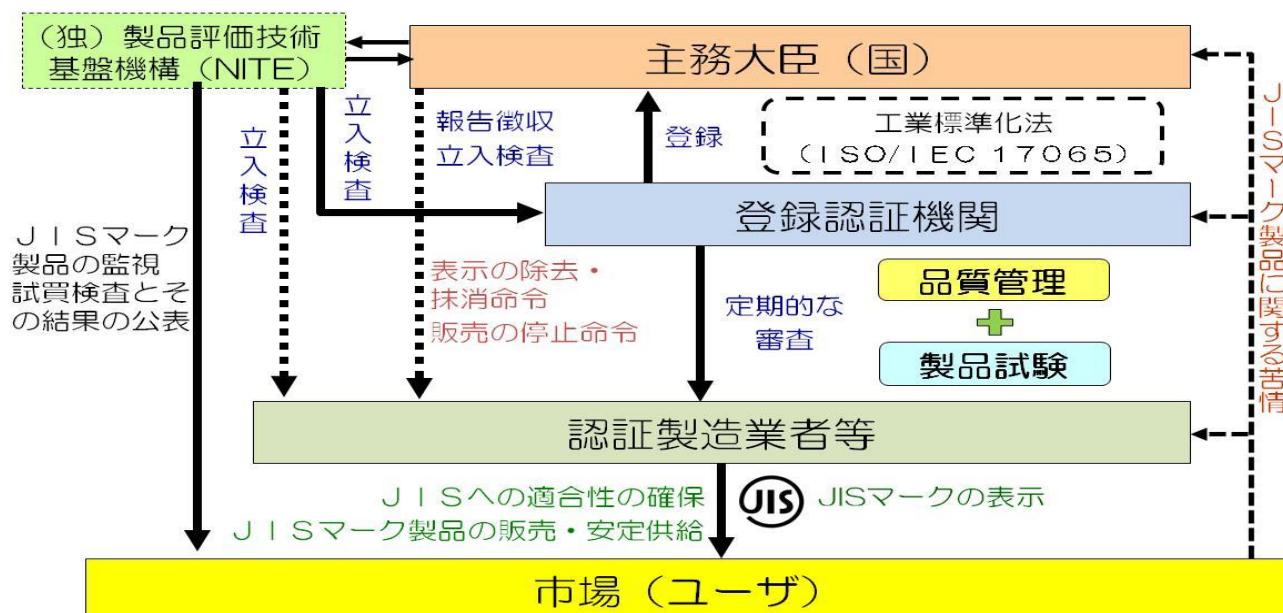 （独）製品評価技術
基盤機構（NITE）
主務大臣（国）
立入検査
立入検査
報告徴収
立入検査
登録
工業標準化法
（ＩＳＯ/ＩＥＣ １７０６５）
登録認証機関
ＪＩＳマーク
製品の監視
試買検査とそ
の結果の公表
表示の除去・
抹消命令
販売の停止命令
定期的な
審査
品質管理
製品試験
ＪＩＳマーク製品に関する苦情
認証製造業者等
ＪＩＳへの適合性の確保
ＪＩＳマーク製品の販売・安定供給
JIS
JISマークの表示
市場（ユーザ）